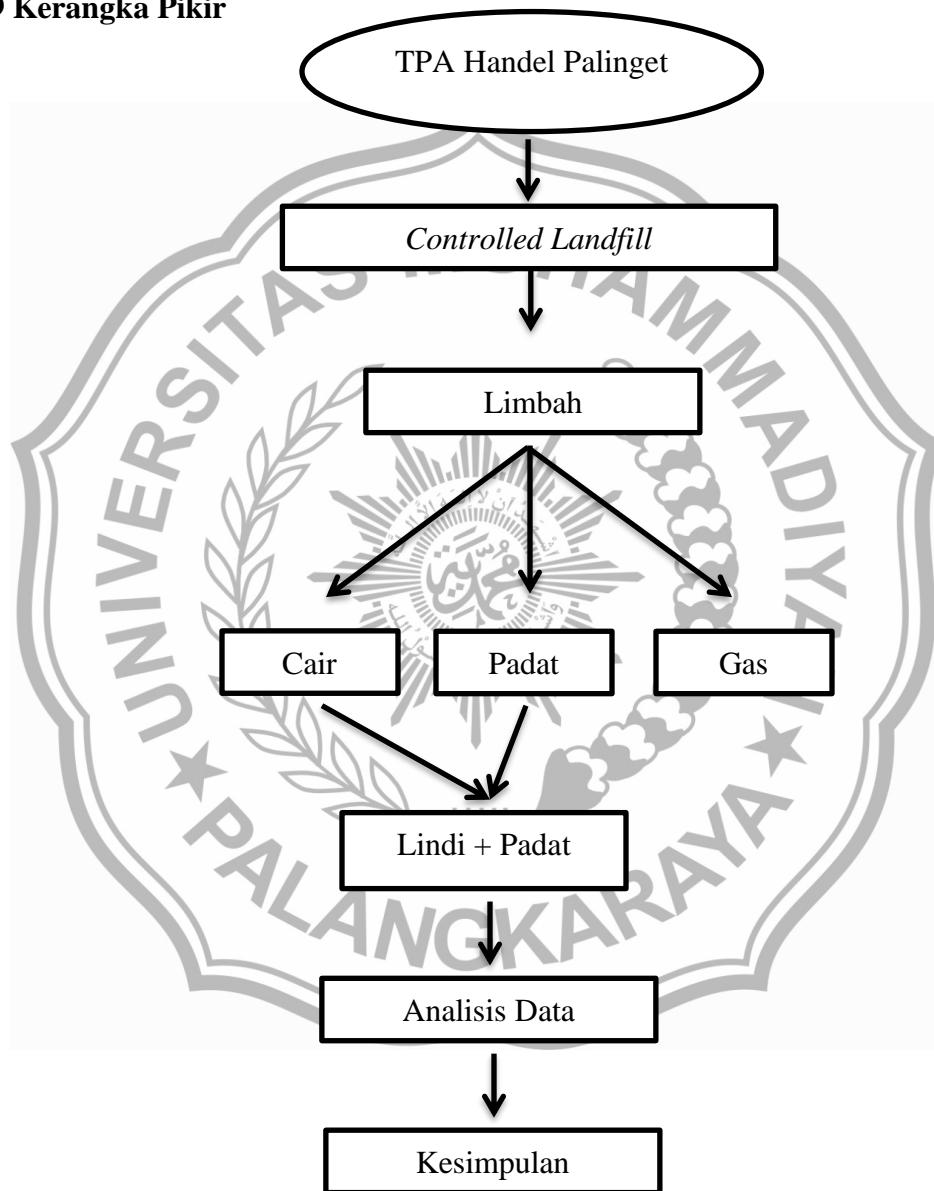 Kerangka Pikir
TPA Handel Palinget
Controlled Landfill
Limbah
Cair
Padat
Gas
Lindi + Padat
Analisis Data
Kesimpulan
PALANGKARAYA